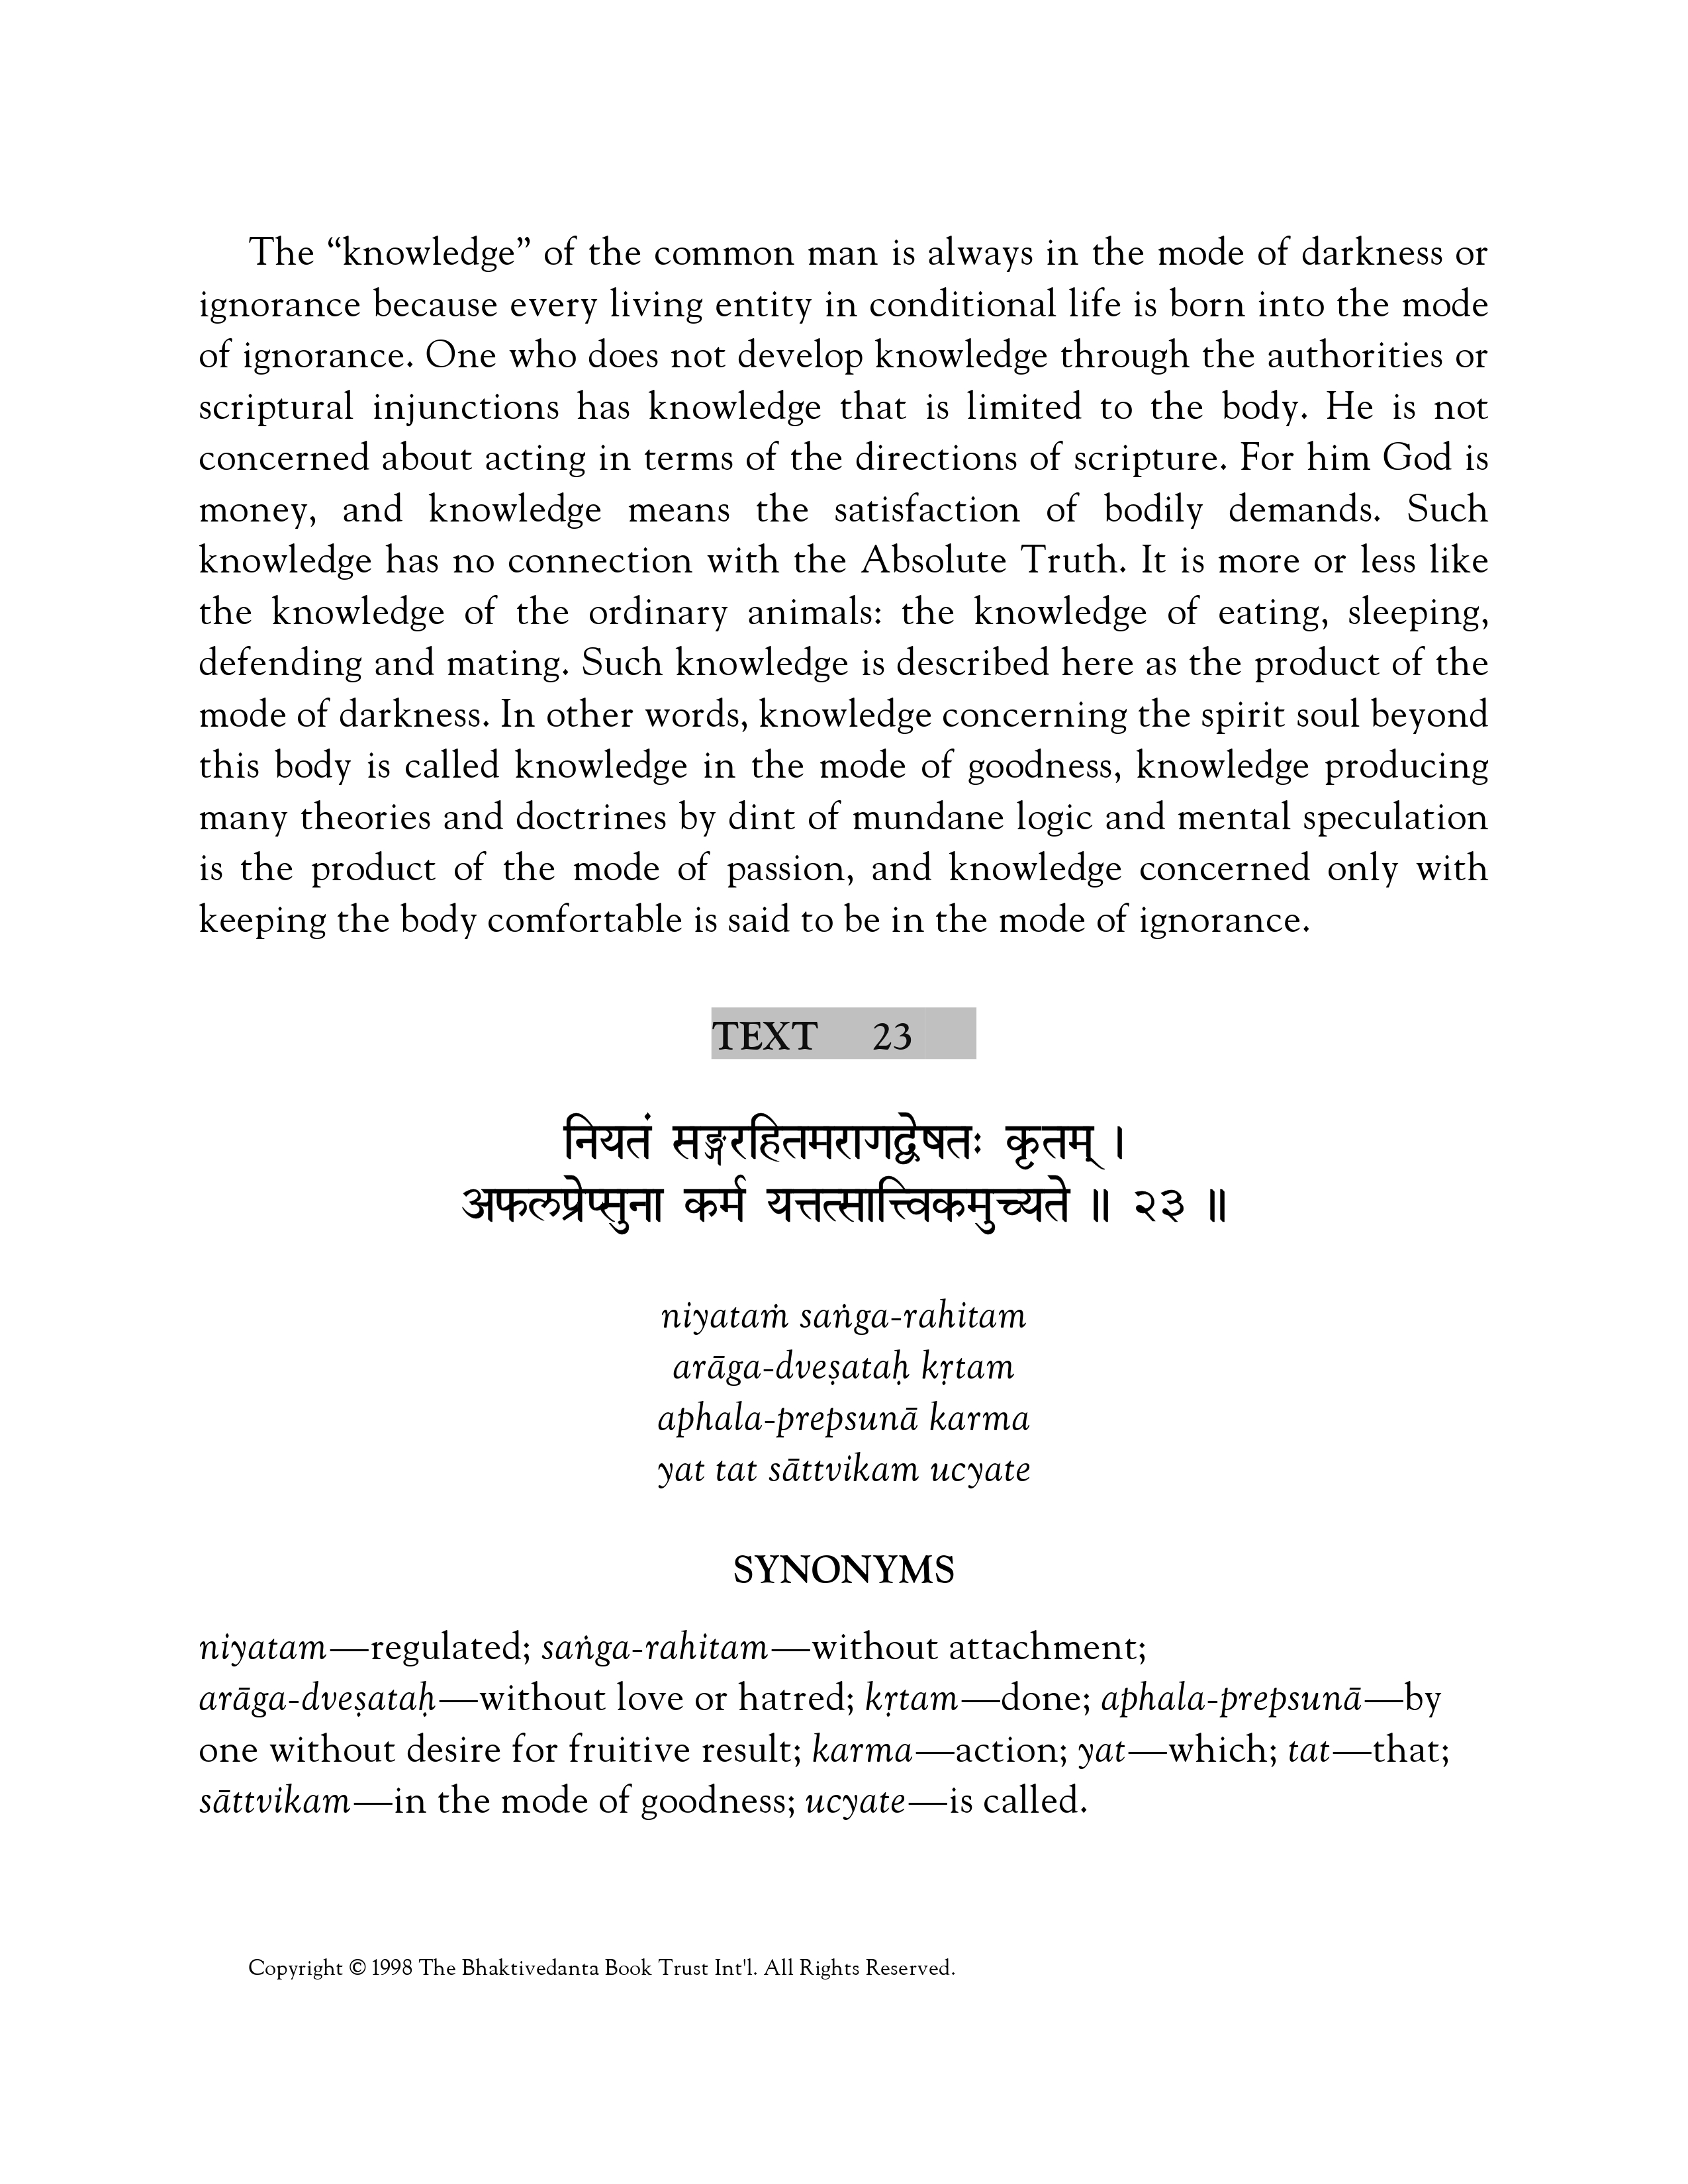 The “knowledge” of the common man is always in the mode of darkness or
ignorance because every living entity in conditional life is born into the mode
of ignorance. One who does not develop knowledge through the authorities or
scriptural injunctions has knowledge that is limited to the body. He is not
concerned about acting in terms of the directions of scripture. For him God is
money, and knowledge means the satisfaction of bodily demands. Such
knowledge has no connection with the Absolute Truth. It is more or less like
the knowledge of the ordinary animals: the knowledge of eating, sleeping,
defending and mating. Such knowledge is described here as the product of the
mode of darkness. In other words, knowledge concerning the spirit soul beyond
this body is called knowledge in the mode of goodness, knowledge producing
many theories and doctrines by dint of mundane logic and mental speculation
is the product of the mode of passion, and knowledge concerned only with
keeping the body comfortable is said to be in the mode of ignorance.
TEXT 23
नियतं सङ्गरहितमरागद्वेषतः कृतम् ।
अफलप्रेप्सुना कर्म यत्तत्सात्त्विकमुच्यते ॥ २३ ॥
niyataṁ saṅga-rahitam
arāga-dveṣataḥ kṛtam
aphala-prepsunā karma
yat tat sāttvikam ucyate
SYNONYMS
niyatam—regulated; saṅga-rahitam—without attachment;
arāga-dveṣataḥ—without love or hatred; kṛtam—done; aphala-prepsunā—by
one without desire for fruitive result; karma—action; yat—which; tat—that;
sāttvikam—in the mode of goodness; ucyate—is called.
Copyright © 1998 The Bhaktivedanta Book Trust Int'l. All Rights Reserved.